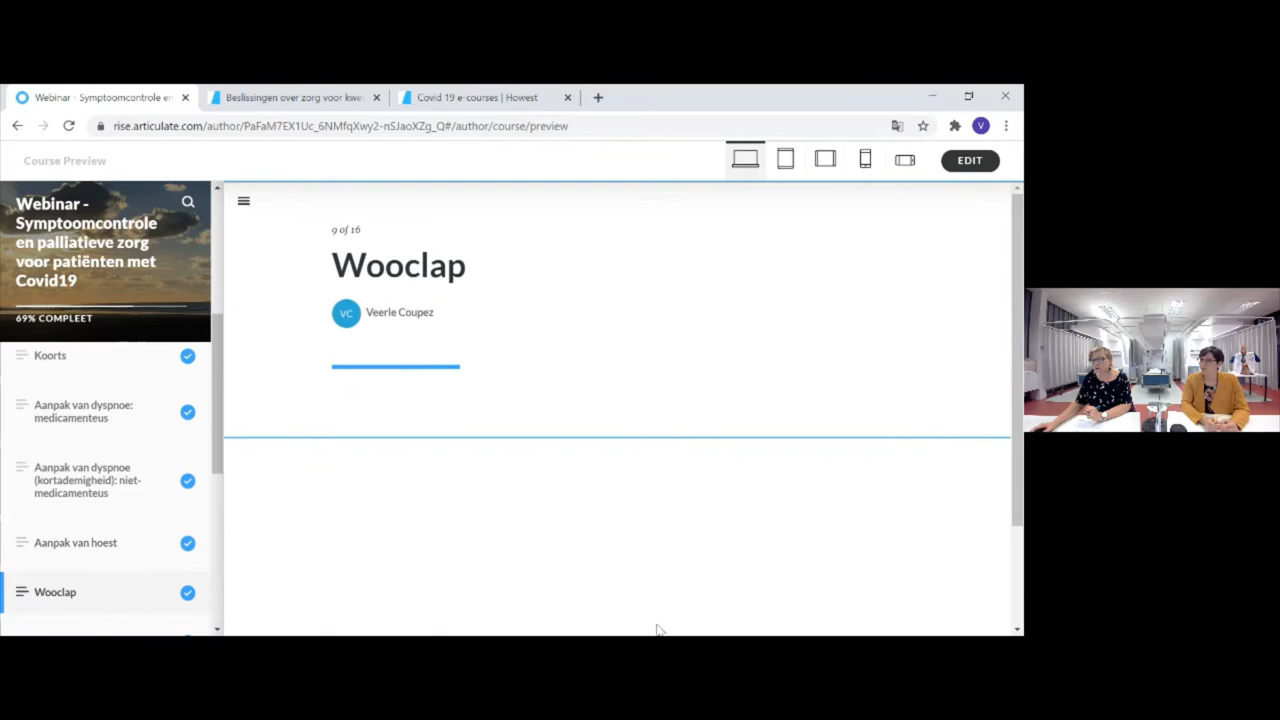 Webinar - Symptoomcontrole en
Beslissingen over zorg voor kwe
Covid 19 e-courses | Howest
rise.articulate.com/author/PaFaM7EX1Uc_6NMfqXwy2-nSJaoXZg_Q#/author/course/preview
V
Course Preview
EDIT
Webinar -
Symptoomcontrole
en palliatieve zorg
voor patiënten met
Covid19
69% COMPLEET
Koorts
Aanpak van dyspnoe:
medicamenteus
Aanpak van dyspnoe
(kortademigheid): niet-
medicamenteus
Aanpak van hoest
Wooclap
9 of 16
Wooclap
VC
Veerle Coupez